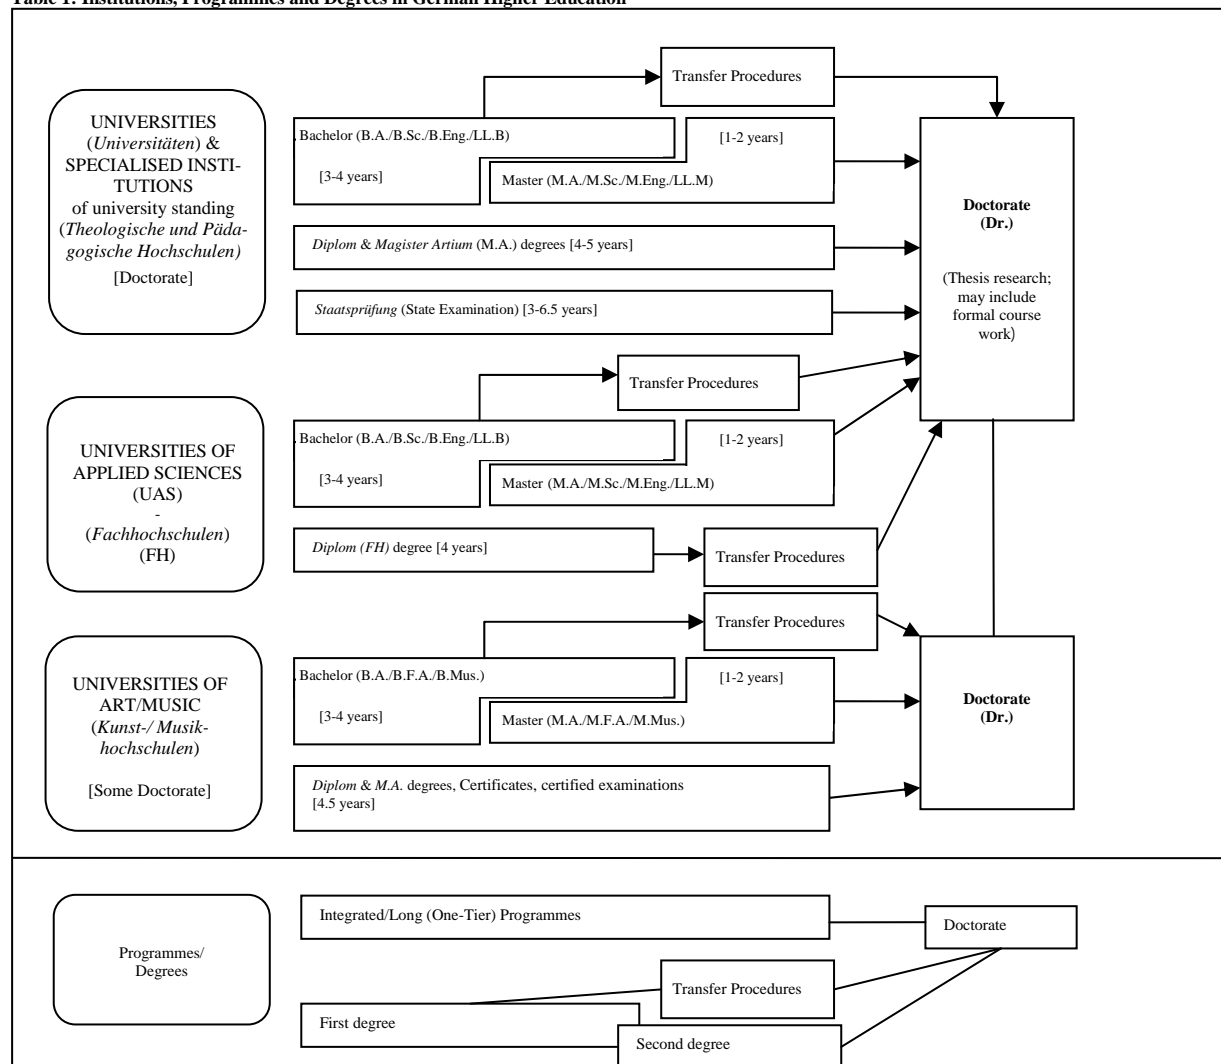 Table 1: Institutions, Programmes and Degrees in German Higher Education
Transfer Procedures
UNIVERSITIES
(Universitäten) &
SPECIALISED INSTI-
TUTIONS
of university standing
(Theologische und Päda-
gogische Hochschulen)
[Doctorate]
Bachelor (B.A./B.Sc./B.Eng./LL.B)
[3-4 years]
[1-2 years]
Master (M.A./M.Sc./M.Eng./LL.M)
Diplom & Magister Artium (M.A.) degrees [4-5 years]
Staatsprüfung (State Examination) [3-6.5 years]
Doctorate
(Dr.)
(Thesis research;
may include
formal course
work)
Transfer Procedures
UNIVERSITIES OF
APPLIED SCIENCES
(UAS)
-
(Fachhochschulen)
(FH)
Bachelor (B.A./B.Sc./B.Eng./LL.B)
[3-4 years]
[1-2 years]
Master (M.A./M.Sc./M.Eng./LL.M)
Diplom (FH) degree [4 years]
Transfer Procedures
Transfer Procedures
UNIVERSITIES OF
ART/MUSIC
(Kunst-/ Musik-
hochschulen)
[Some Doctorate]
Bachelor (B.A./B.F.A./B.Mus.)
[3-4 years]
[1-2 years]
Master (M.A./M.F.A./M.Mus.)
Diplom & M.A. degrees, Certificates, certified examinations
[4.5 years]
Doctorate
(Dr.)
Programmes/
Degrees
Integrated/Long (One-Tier) Programmes
Doctorate
Transfer Procedures
First degree
Second degree